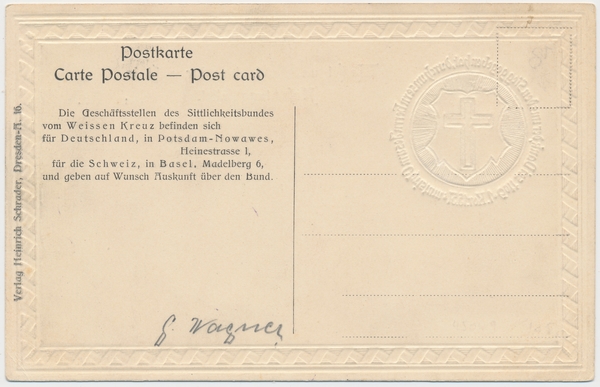 Postkarte
Carte Postale — Post card
Die Geschäftsstellen des Sittlichkeitsbundes
vom Weissen Kreuz befinden sich
für Deutschland, in Potsdam-Nowawes,
Heinestrasse 1,
für die Schweiz, in Basel, Madelberg 6,
und geben auf Wunsch Auskunft über den Bund.
Verlag Heinrich Schrader, Dresden-A. 16.
G. Wagner